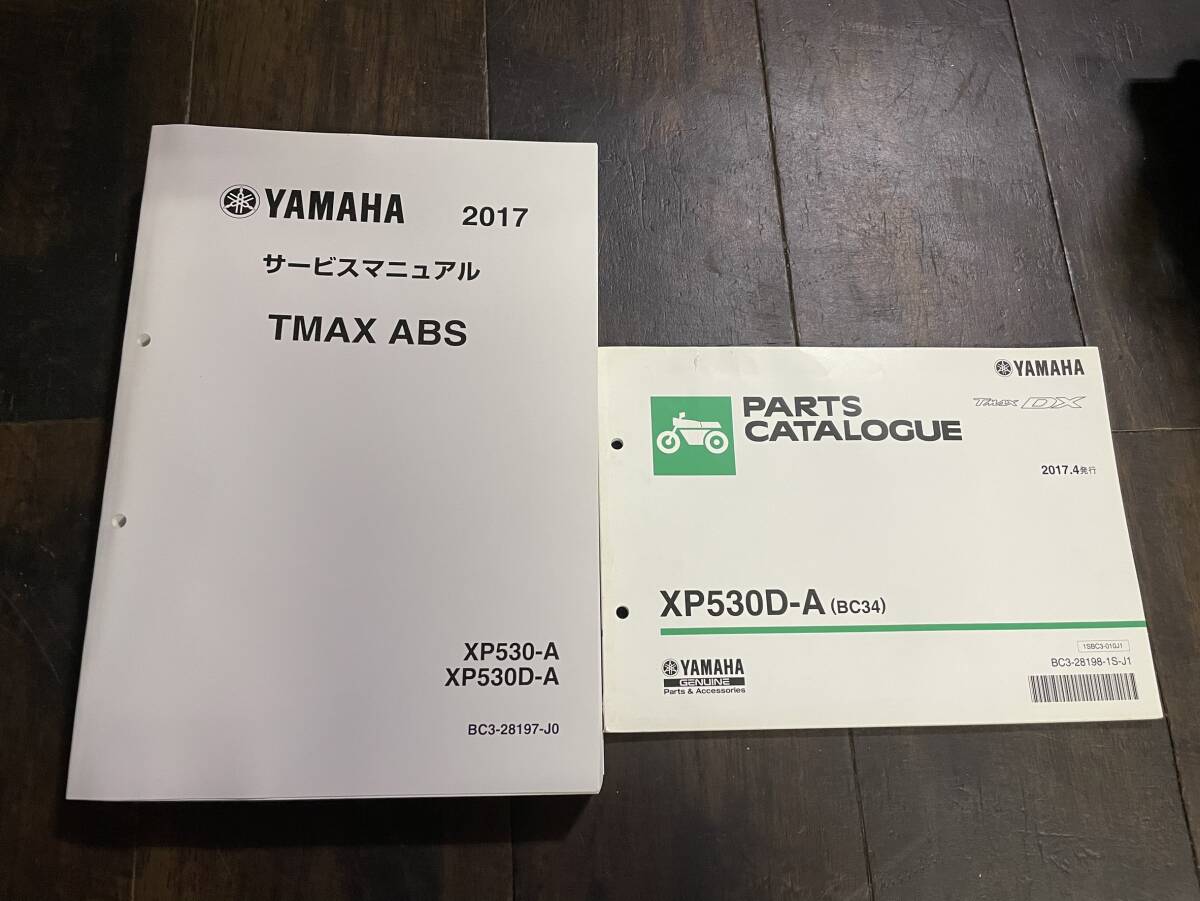 YAMAHA 2017
サービスマニュアル
TMAX ABS
XP530-A
XP530D-A
BC3-28197-J0
YAMAHA
TMAX DX
PARTS
CATALOGUE
2017.4発行
XP530D-A (BC34)
1SBC3-010J1
BC3-28198-1S-J1
YAMAHA
GENUINE
Parts & Accessories